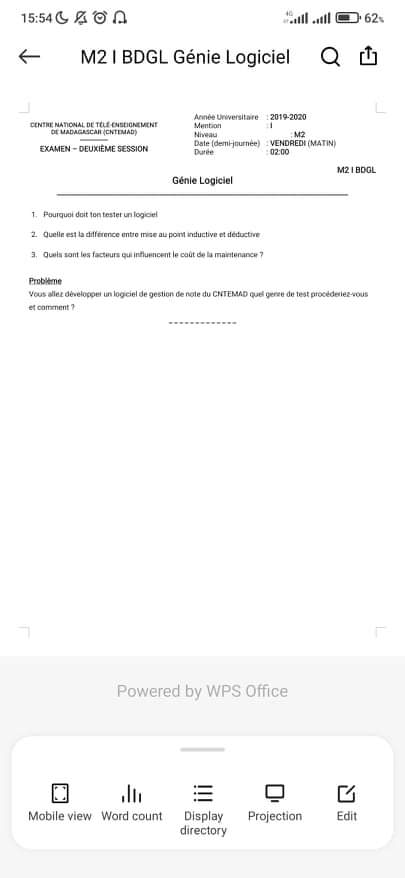 15:54
4G
62%
M2 I BDGL Génie Logiciel
CENTRE NATIONAL DE TÉLÉ-ENSEIGNEMENT
DE MADAGASCAR (CNTEMAD)
EXAMEN – DEUXIÈME SESSION
Année Universitaire : 2019-2020
Mention : I
Niveau : M2
Date (demi-journée) : VENDREDI (MATIN)
Durée : 02:00
M2 I BDGL
Génie Logiciel
1. Pourquoi doit ton tester un logiciel
2. Quelle est la différence entre mise au point inductive et déductive
3. Quels sont les facteurs qui influencent le coût de la maintenance ?
Problème
Vous allez développer un logiciel de gestion de note du CNTEMAD quel genre de test procéderiez-vous
et comment ?
-------------
Powered by WPS Office
Mobile view
Word count
Display
directory
Projection
Edit